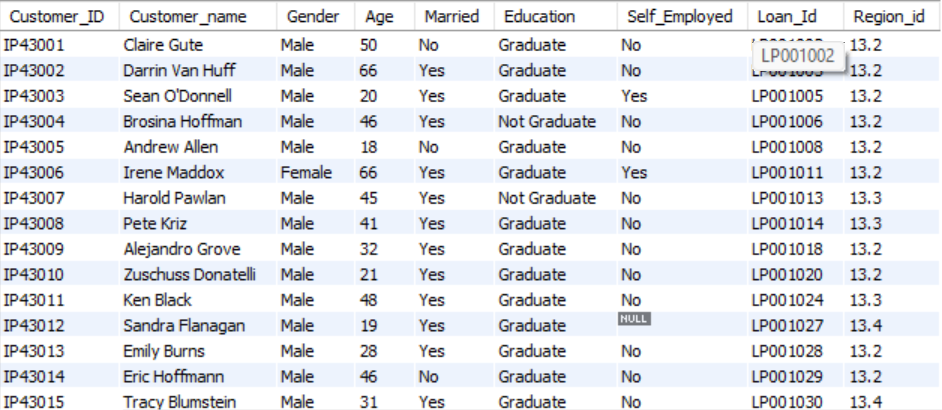 Customer_ID Customer_name Gender Age Married Education Self_Employed Loan_Id Region_id
IP43001 Claire Gute Male 50 No Graduate No 13.2
LP001002
IP43002 Darrin Van Huff Male 66 Yes Graduate No 13.2
IP43003 Sean O'Donnell Male 20 Yes Graduate Yes LP001005 13.2
IP43004 Brosina Hoffman Male 46 Yes Not Graduate No LP001006 13.2
IP43005 Andrew Allen Male 18 No Graduate No LP001008 13.2
IP43006 Irene Maddox Female 66 Yes Graduate Yes LP001011 13.2
IP43007 Harold Pawlan Male 45 Yes Not Graduate No LP001013 13.3
IP43008 Pete Kriz Male 41 Yes Graduate No LP001014 13.3
IP43009 Alejandro Grove Male 32 Yes Graduate No LP001018 13.2
IP43010 Zuschuss Donatelli Male 21 Yes Graduate No LP001020 13.2
IP43011 Ken Black Male 48 Yes Graduate No LP001024 13.3
IP43012 Sandra Flanagan Male 19 Yes Graduate NULL LP001027 13.4
IP43013 Emily Burns Male 28 Yes Graduate No LP001028 13.2
IP43014 Eric Hoffmann Male 46 No Graduate No LP001029 13.2
IP43015 Tracy Blumstein Male 31 Yes Graduate No LP001030 13.4